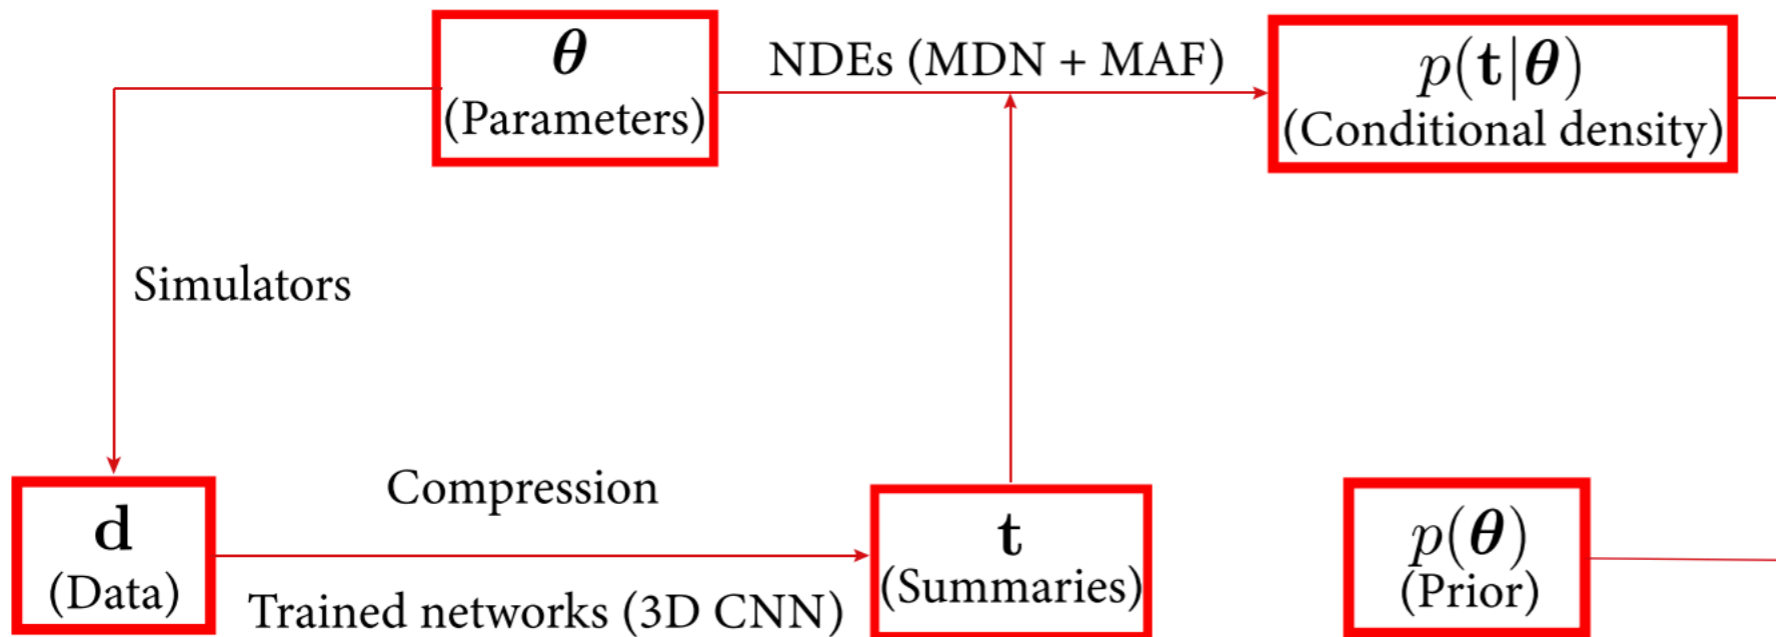 θ
(Parameters)
NDEs (MDN + MAF)
p(t|θ)
(Conditional density)
Simulators
d
(Data)
Compression
Trained networks (3D CNN)
t
(Summaries)
p(θ)
(Prior)